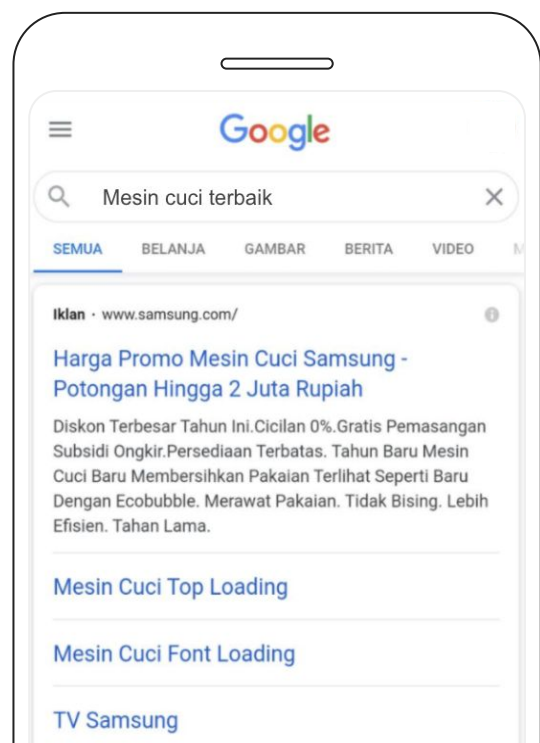 Google
Mesin cuci terbaik
SEMUA BELANJA GAMBAR BERITA VIDEO
Iklan · www.samsung.com/
Harga Promo Mesin Cuci Samsung -
Potongan Hingga 2 Juta Rupiah
Diskon Terbesar Tahun Ini.Cicilan 0%.Gratis Pemasangan
Subsidi Ongkir.Persediaan Terbatas. Tahun Baru Mesin
Cuci Baru Membersihkan Pakaian Terlihat Seperti Baru
Dengan Ecobubble. Merawat Pakaian. Tidak Bising. Lebih
Efisien. Tahan Lama.
Mesin Cuci Top Loading
Mesin Cuci Font Loading
TV Samsung